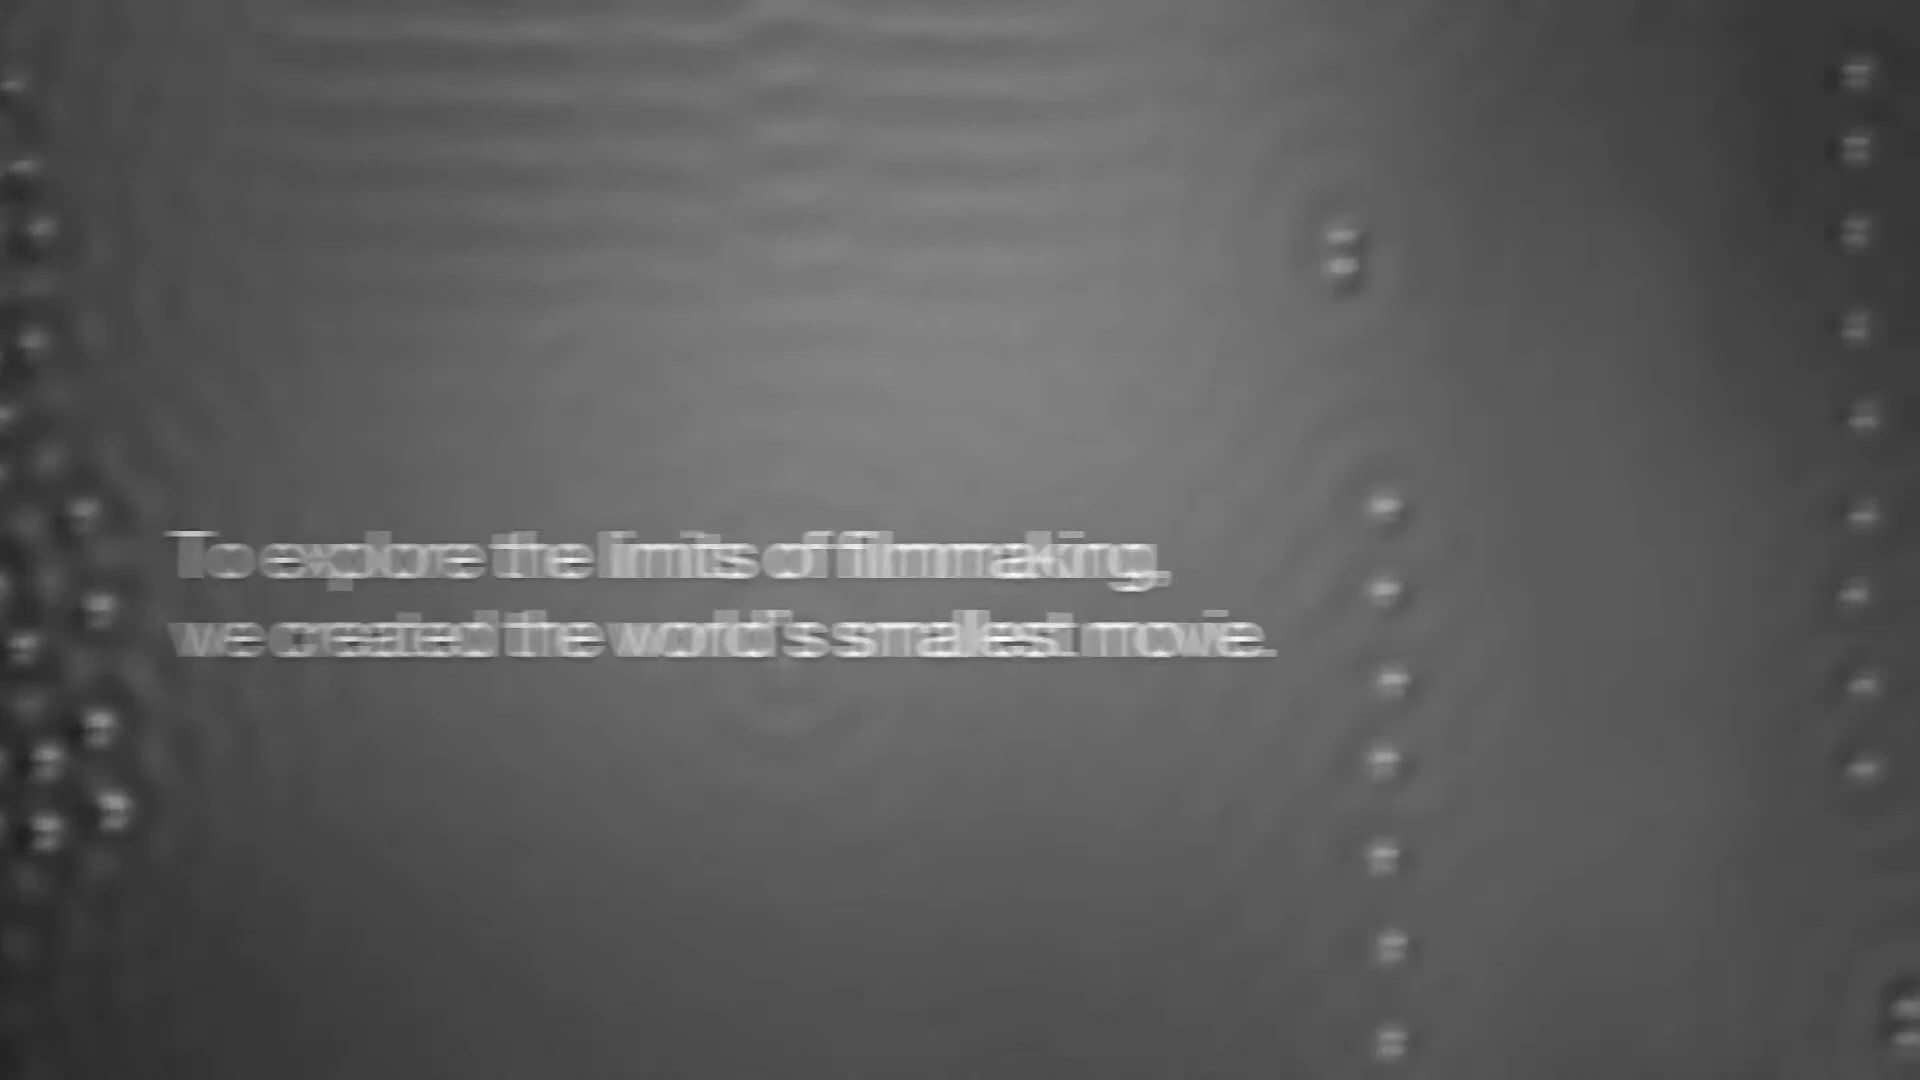 To explore the limits of filmmaking,
we created the world's smallest movie.